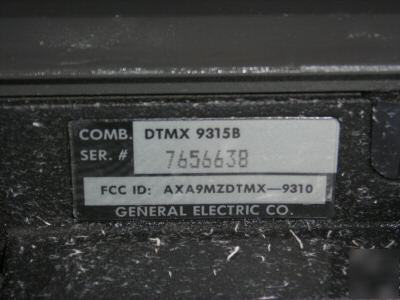 COMB. DTMX 9315B
SER. # 7656638
FCC ID: AXA9MZDTMX-9310
GENERAL ELECTRIC CO.